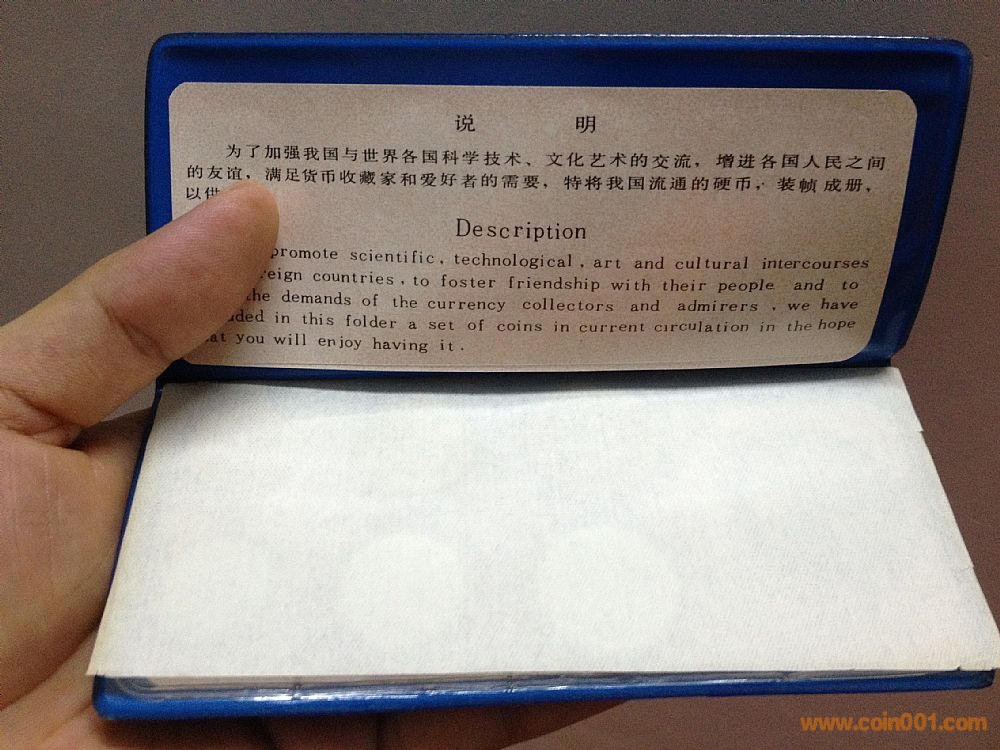 说 明
为了加强我国与世界各国科学技术、文化艺术的交流，增进各国人民之间
的友谊，满足货币收藏家和爱好者的需要，特将我国流通的硬币，装帧成册，
以供
Description
promote scientific, technological, art and cultural intercourses
countries, to foster friendship with their people and to
the demands of the currency collectors and admirers, we have
in this folder a set of coins in current circulation in the hope
you will enjoy having it.
www.coin001.com